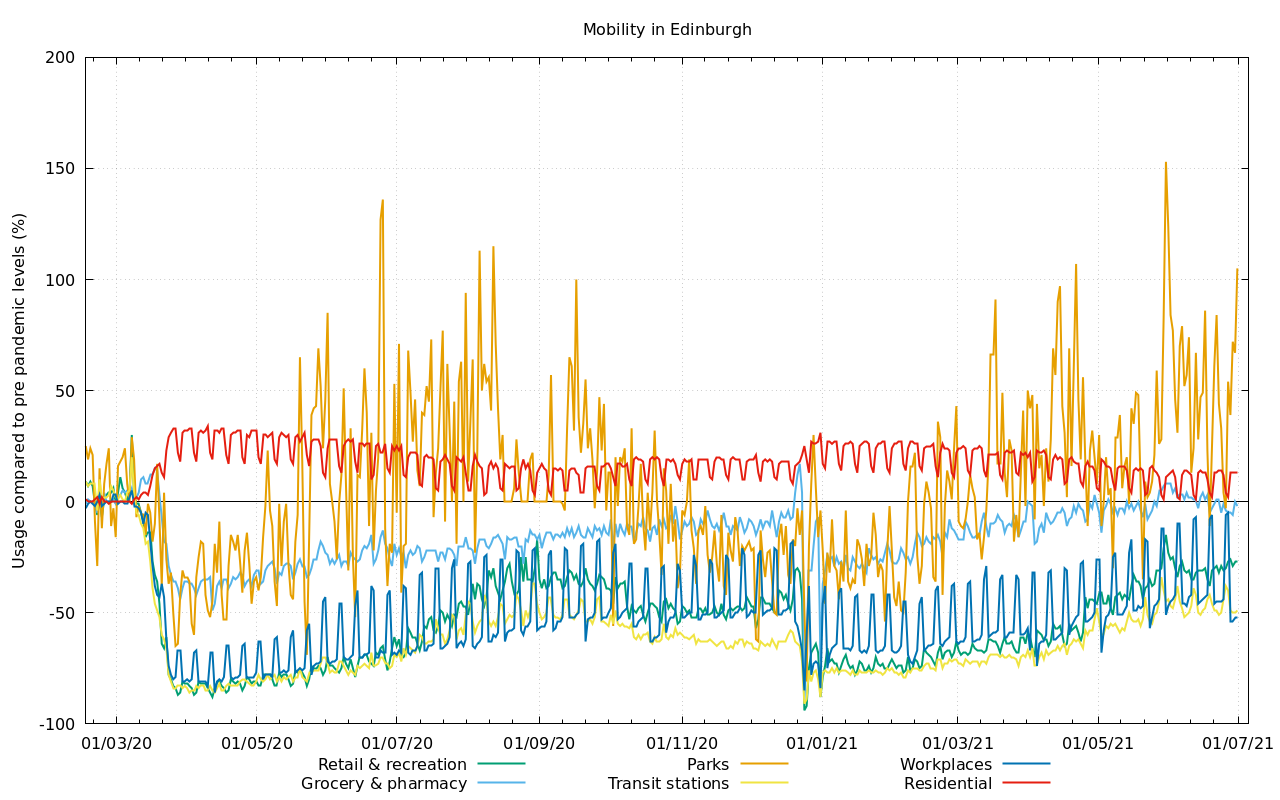 Mobility in Edinburgh
Usage compared to pre pandemic levels (%)
200
150
100
50
0
-50
-100
01/03/20 01/05/20 01/07/20 01/09/20 01/11/20 01/01/21 01/03/21 01/05/21 01/07/21
Retail & recreation Parks Workplaces
Grocery & pharmacy Transit stations Residential